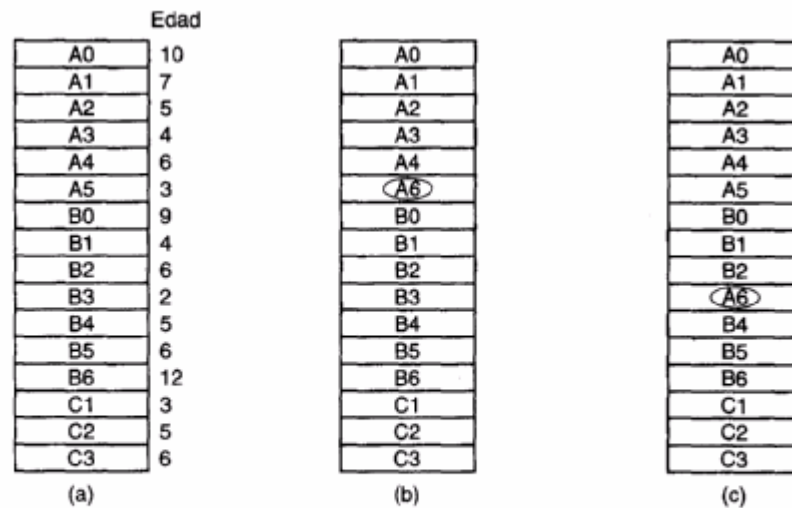 Edad
A0 10 A0 A0
A1 7 A1 A1
A2 5 A2 A2
A3 4 A3 A3
A4 6 A4 A4
A5 3 A6 A5
B0 9 B0 B0
B1 4 B1 B1
B2 6 B2 B2
B3 2 B3 A6
B4 5 B4 B4
B5 6 B5 B5
B6 12 B6 B6
C1 3 C1 C1
C2 5 C2 C2
C3 6 C3 C3
(a) (b) (c)